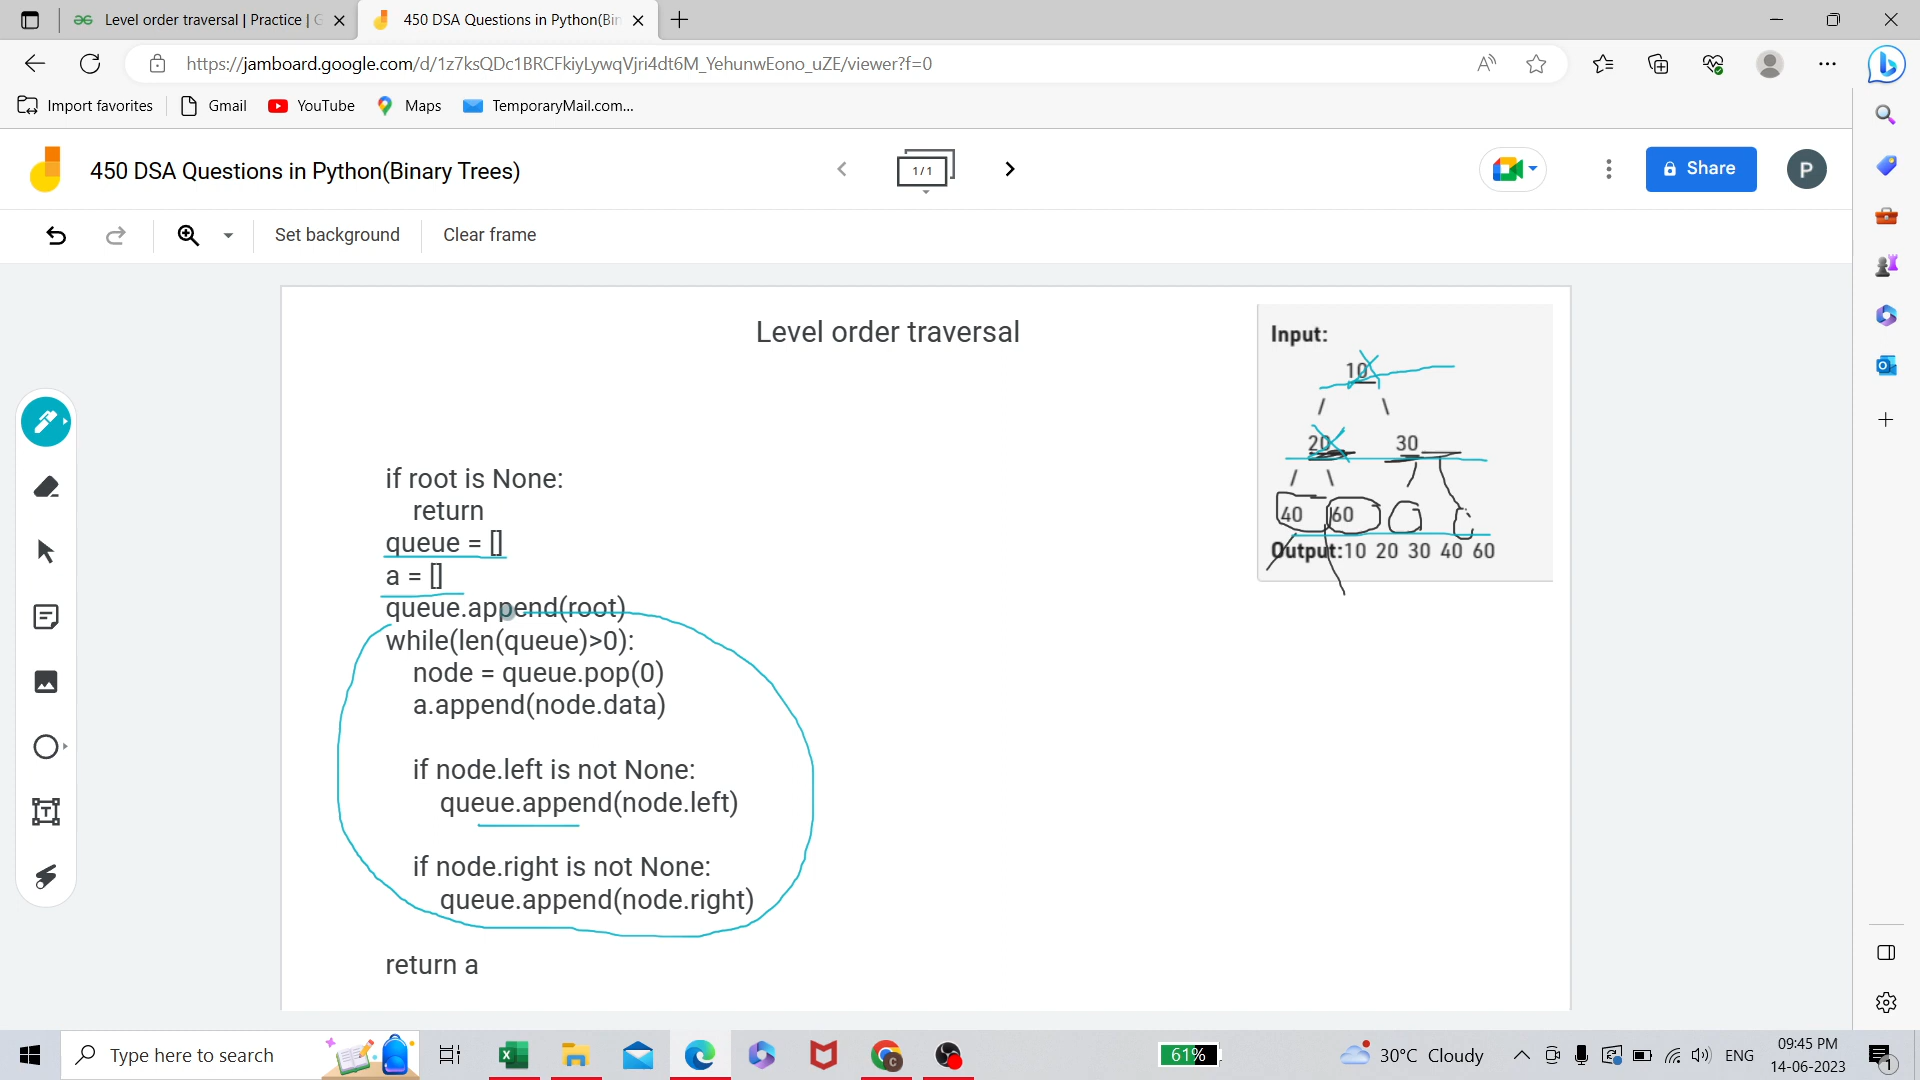 Level order traversal | Practice | G
450 DSA Questions in Python(Bin
https://jamboard.google.com/d/1z7ksQDc1BRCFkiyLywqVjri4dt6M_YehunwEono_uZE/viewer?f=0
Import favorites
Gmail
YouTube
Maps
TemporaryMail.com...
450 DSA Questions in Python(Binary Trees)
1/1
Share
P
Set background
Clear frame
Level order traversal
Input:
10
/ \
20 30
/ \
40 60
Output:10 20 30 40 60
if root is None:
return
queue = []
a = []
queue.append(root)
while(len(queue)>0):
node = queue.pop(0)
a.append(node.data)
if node.left is not None:
queue.append(node.left)
if node.right is not None:
queue.append(node.right)
return a
Type here to search
61%
30°C Cloudy
ENG
09:45 PM
14-06-2023
1